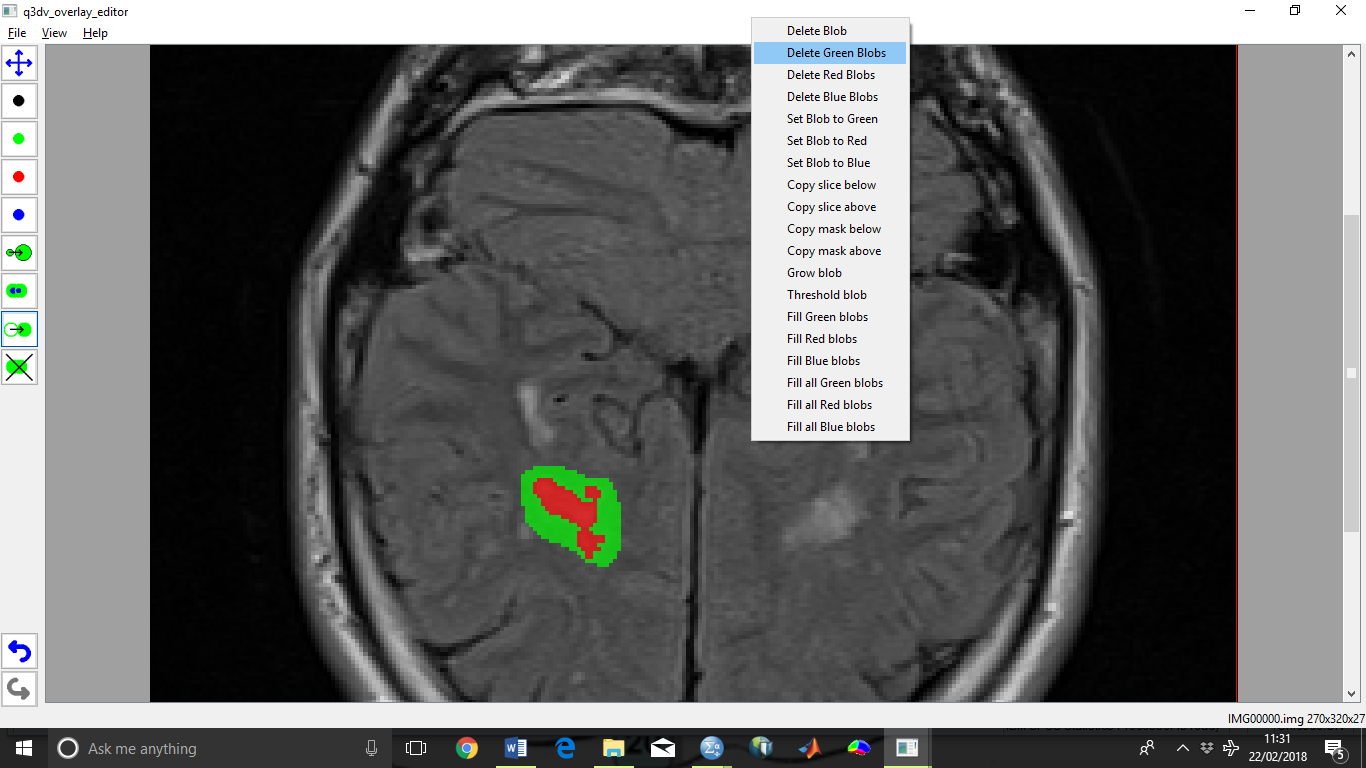 q3dv_overlay_editor
File View Help
Delete Blob
Delete Green Blobs
Delete Red Blobs
Delete Blue Blobs
Set Blob to Green
Set Blob to Red
Set Blob to Blue
Copy slice below
Copy slice above
Copy mask below
Copy mask above
Grow blob
Threshold blob
Fill Green blobs
Fill Red blobs
Fill Blue blobs
Fill all Green blobs
Fill all Red blobs
Fill all Blue blobs
IMG00000.img 270x320x27
Ask me anything
11:31
22/02/2018
5